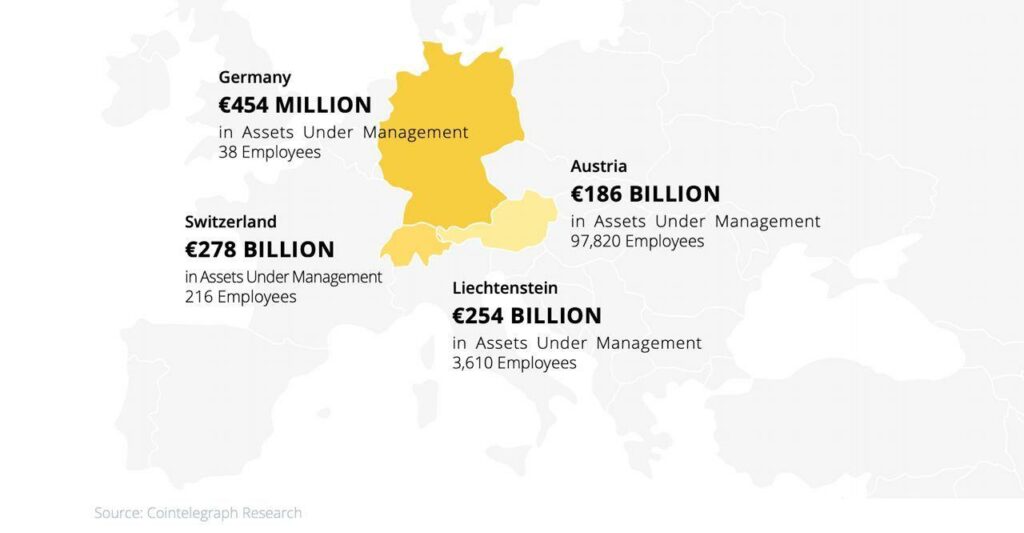 Germany
€454 MILLION
in Assets Under Management
38 Employees
Austria
€186 BILLION
in Assets Under Management
97,820 Employees
Switzerland
€278 BILLION
in Assets Under Management
216 Employees
Liechtenstein
€254 BILLION
in Assets Under Management
3,610 Employees
Source: Cointelegraph Research